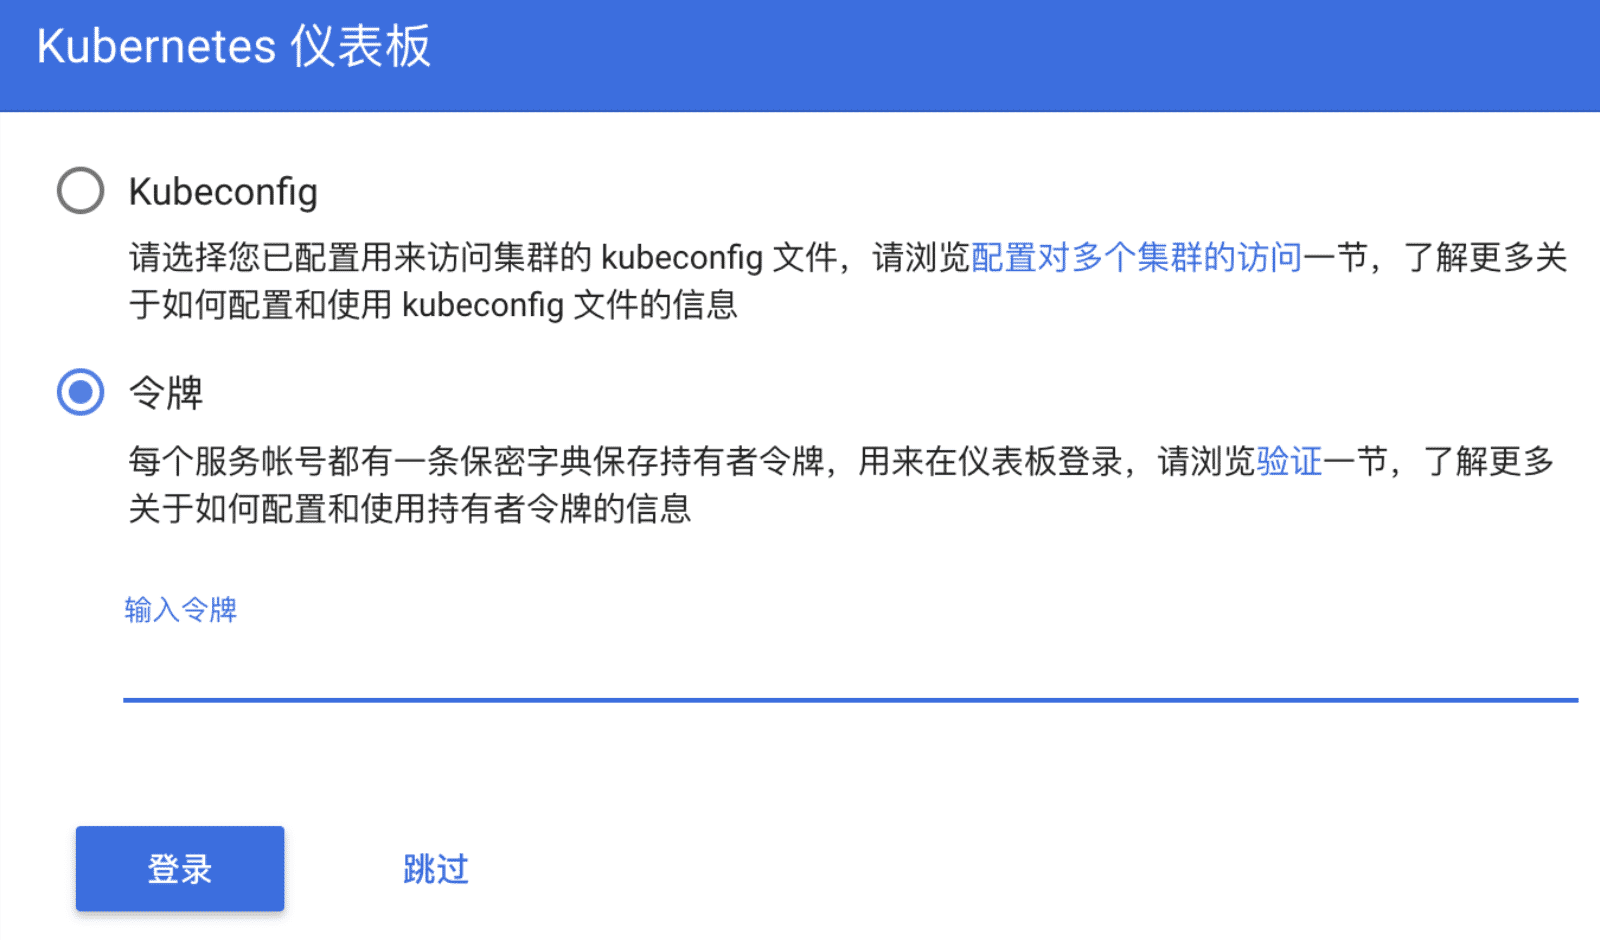 Kubernetes 仪表板
Kubeconfig
请选择您已配置用来访问集群的 kubeconfig 文件，请浏览配置对多个集群的访问一节，了解更多关
于如何配置和使用 kubeconfig 文件的信息
令牌
每个服务帐号都有一条保密字典保存持有者令牌，用来在仪表板登录，请浏览验证一节，了解更多
关于如何配置和使用持有者令牌的信息
输入令牌
登录 跳过